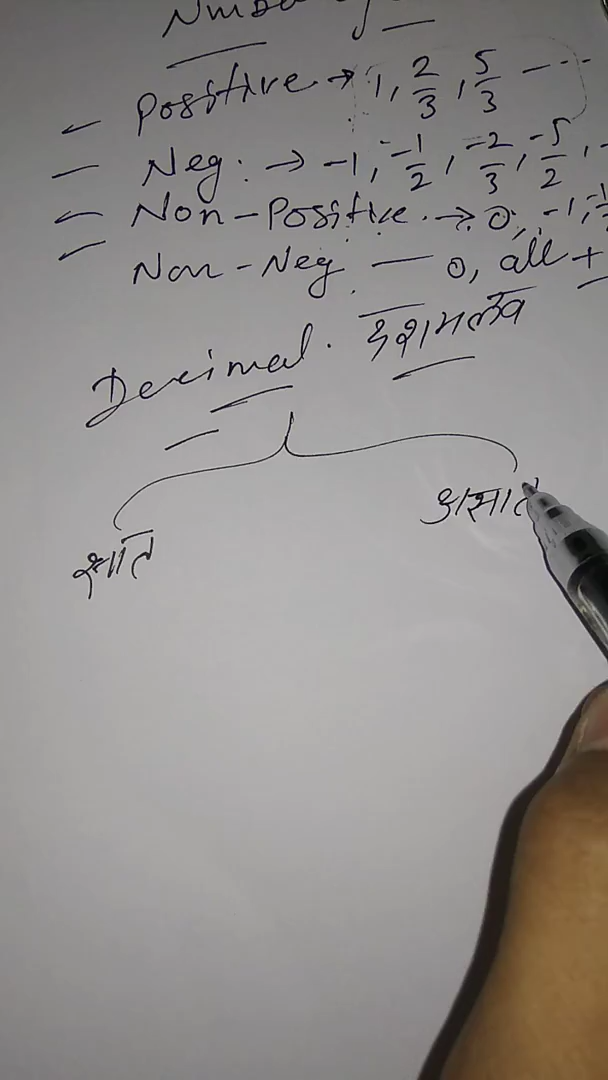 Positive → 1, 2/3, 5/3 ---...
Neg. → -1, -1/2, -2/3, -5/2, .
Non-Positive. → 0, -1,
Non-Neg. — 0, all +
Decimal. दशमलव
शांत